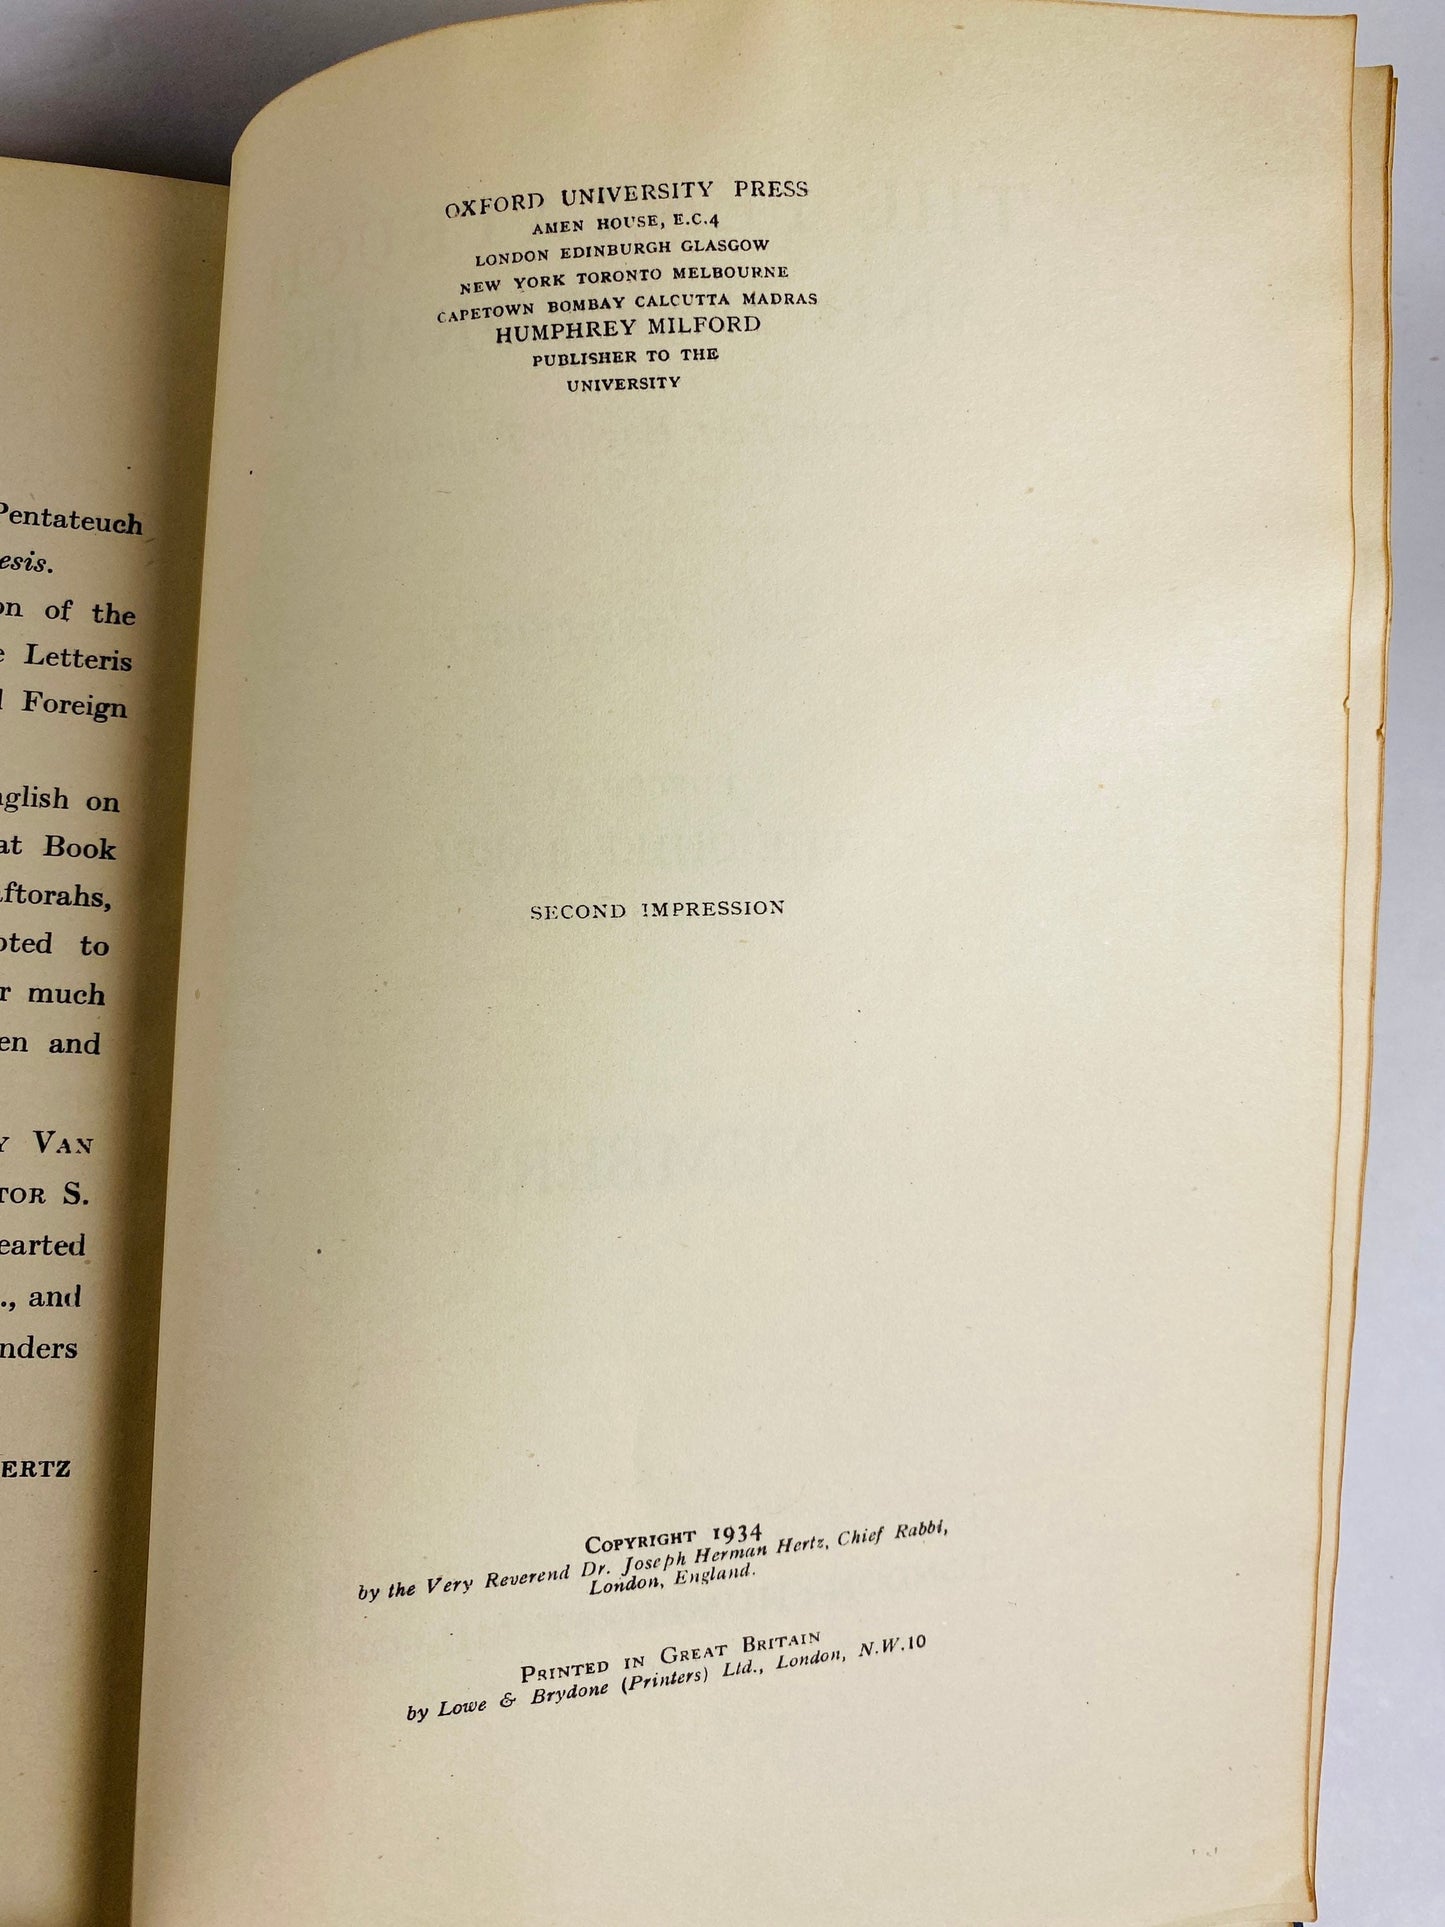 Pentateuch
esis.
on of the
Letteris
Foreign
nglish on
at Book
aftorahs,
oted to
r much
en and
Y VAN
TOR S.
earted
., and
nders
ERTZ
OXFORD UNIVERSITY PRESS
AMEN HOUSE, E.C.4
LONDON EDINBURGH GLASGOW
NEW YORK TORONTO MELBOURNE
CAPETOWN BOMBAY CALCUTTA MADRAS
HUMPHREY MILFORD
PUBLISHER TO THE
UNIVERSITY
SECOND IMPRESSION
COPYRIGHT 1934
by the Very Reverend Dr. Joseph Herman Hertz, Chief Rabbi,
London, England.
PRINTED IN GREAT BRITAIN
by Lowe & Brydone (Printers) Ltd., London, N.W.10